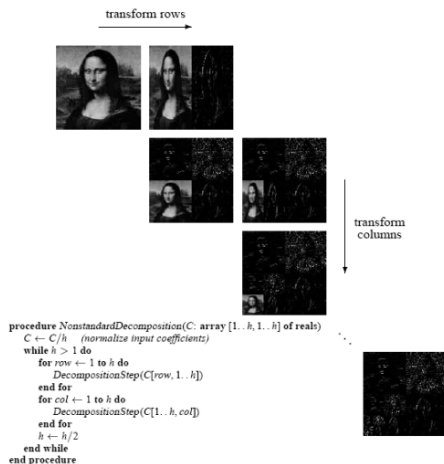 transform rows
transform
columns
procedure NonstandardDecomposition(C: array [1. . h, 1. . h] of reals)
C ← C/h (normalize input coefficients)
while h > 1 do
for row ← 1 to h do
DecompositionStep(C[row, 1. . h])
end for
for col ← 1 to h do
DecompositionStep(C[1. . h, col])
end for
h ← h/2
end while
end procedure